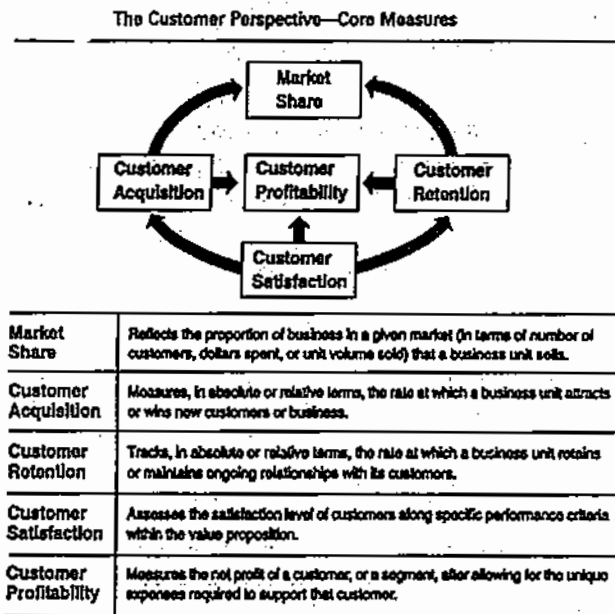 The Customer Perspective—Core Measures
Market
Share
Customer
Acquisition
Customer
Profitability
Customer
Retention
Customer
Satisfaction
Market
Share
Reflects the proportion of business in a given market (in terms of number of
customers, dollars spent, or unit volume sold) that a business unit sells.
Customer
Acquisition
Measures, in absolute or relative terms, the rate at which a business unit attracts
or wins new customers or business.
Customer
Retention
Tracks, in absolute or relative terms, the rate at which a business unit retains
or maintains ongoing relationships with its customers.
Customer
Satisfaction
Assesses the satisfaction level of customers along specific performance criteria
within the value proposition.
Customer
Profitability
Measures the net profit of a customer, or a segment, after allowing for the unique
expenses required to support that customer.